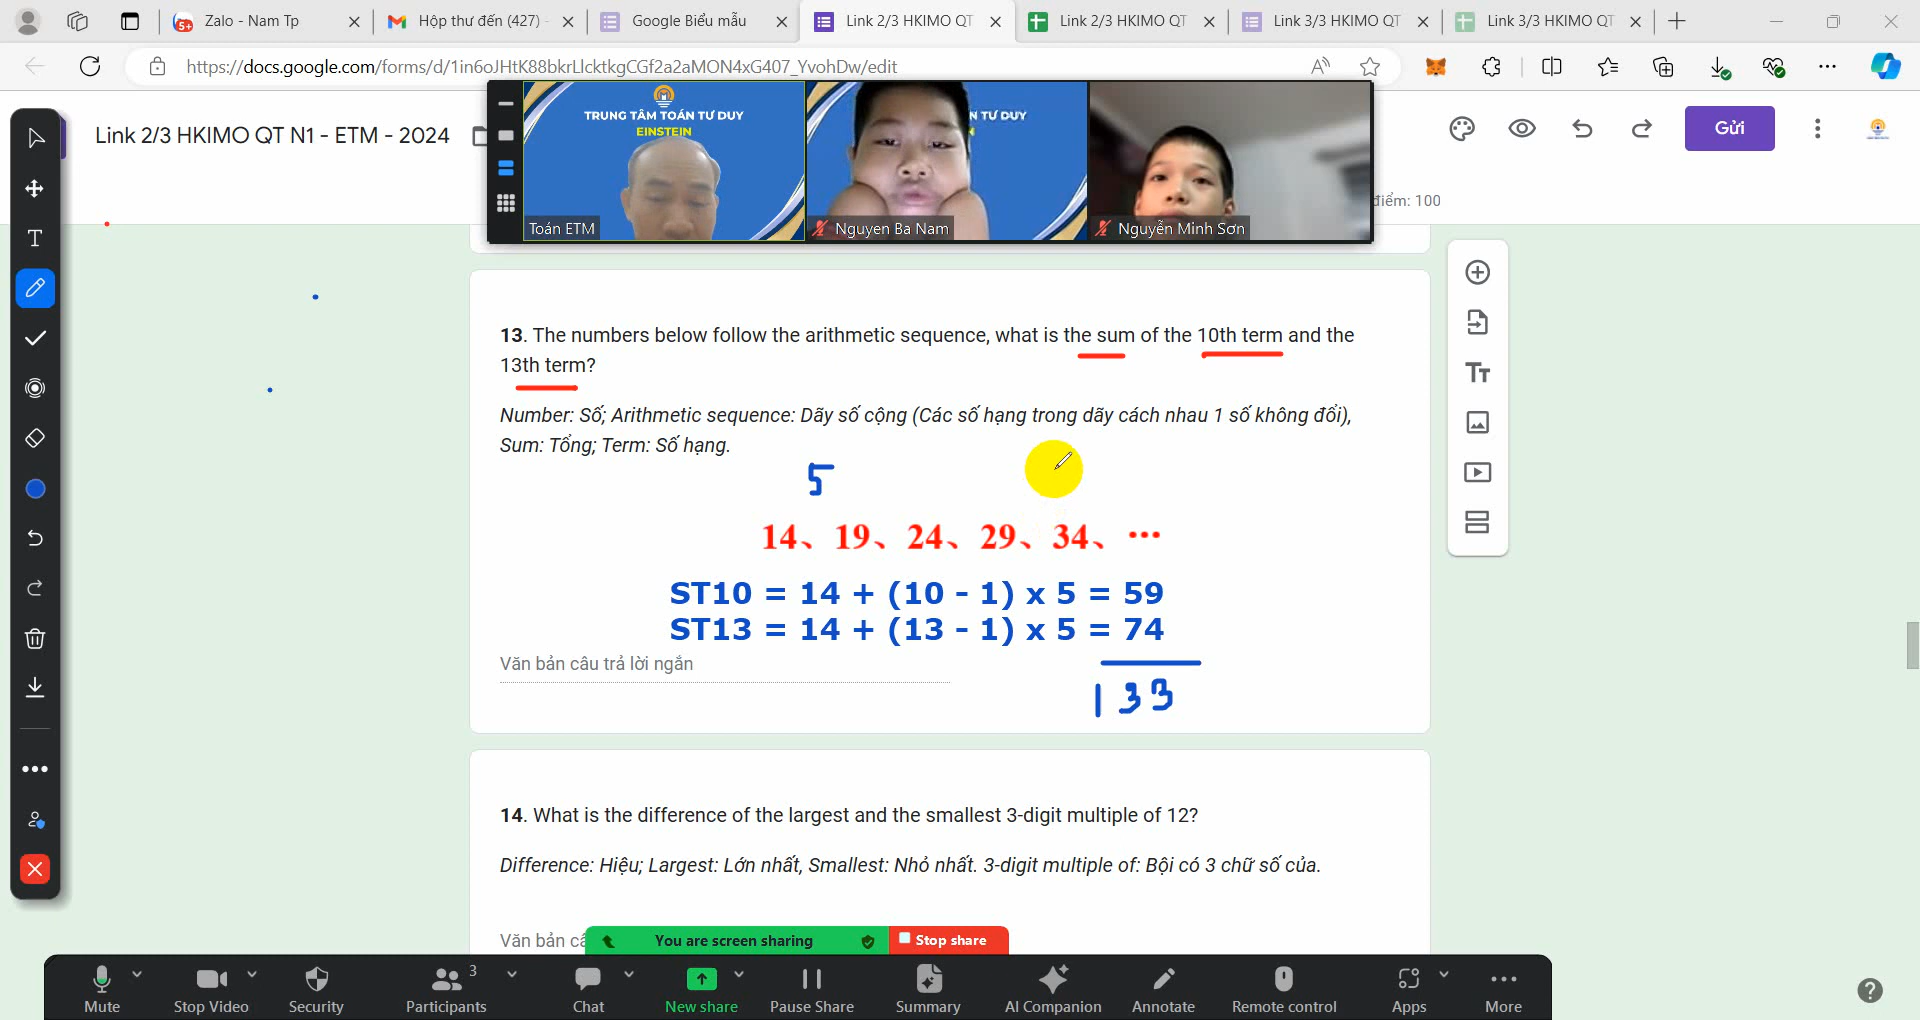 Zalo - Nam Tp
Hộp thư đến (427) -
Google Biểu mẫu
Link 2/3 HKIMO QT
Link 2/3 HKIMO QT
Link 3/3 HKIMO QT
Link 3/3 HKIMO QT
https://docs.google.com/forms/d/1in6oJHtK88bkrLlcktkgCGf2a2aMON4xG407_YvohDw/edit
Link 2/3 HKIMO QT N1 - ETM - 2024
TRUNG TÂM TOÁN TƯ DUY
EINSTEIN
N TƯ DUY
Toán ETM
Nguyen Ba Nam
Nguyễn Minh Sơn
Gửi
điểm: 100
13. The numbers below follow the arithmetic sequence, what is the sum of the 10th term and the
13th term?
Number: Số; Arithmetic sequence: Dãy số cộng (Các số hạng trong dãy cách nhau 1 số không đổi),
Sum: Tổng; Term: Số hạng.
5
14、19、24、29、34、···
ST10 = 14 + (10 - 1) x 5 = 59
ST13 = 14 + (13 - 1) x 5 = 74
Văn bản câu trả lời ngắn
133
14. What is the difference of the largest and the smallest 3-digit multiple of 12?
Difference: Hiệu; Largest: Lớn nhất, Smallest: Nhỏ nhất. 3-digit multiple of: Bội có 3 chữ số của.
Văn bản câ
You are screen sharing
Stop share
Mute
Stop Video
Security
Participants
3
Chat
New share
Pause Share
Summary
AI Companion
Annotate
Remote control
Apps
More